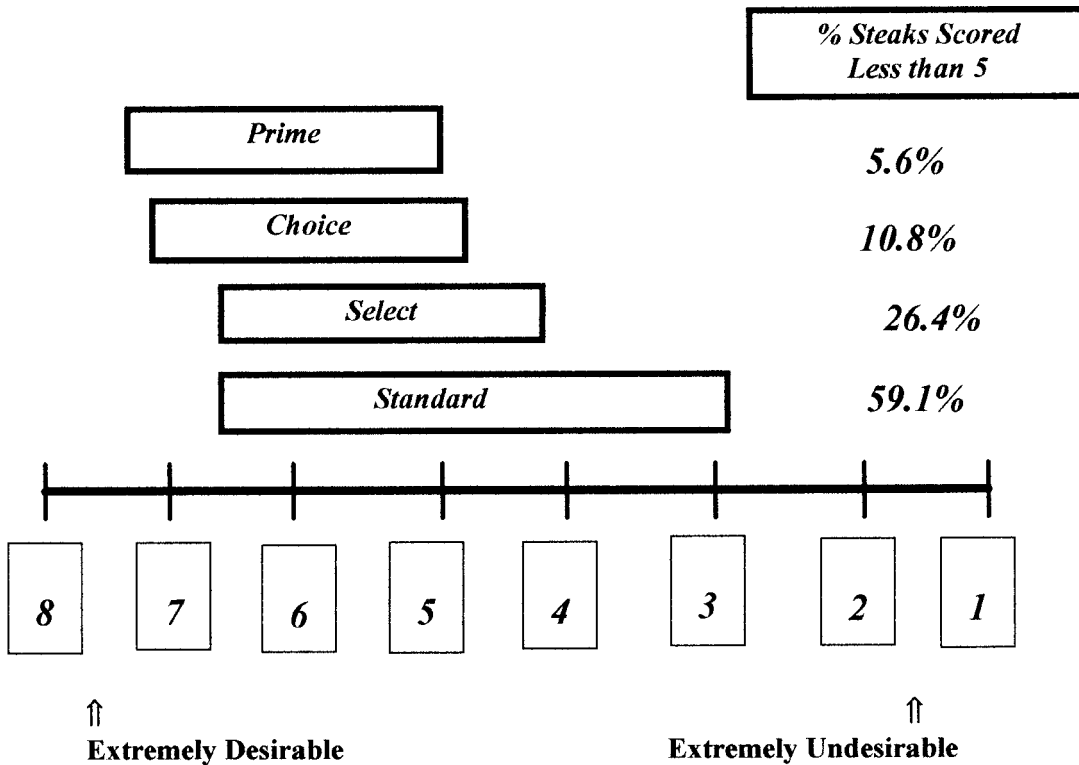 % Steaks Scored
Less than 5
Prime
5.6%
Choice
10.8%
Select
26.4%
Standard
59.1%
8 7 6 5 4 3 2 1
⇑ ⇑
Extremely Desirable Extremely Undesirable